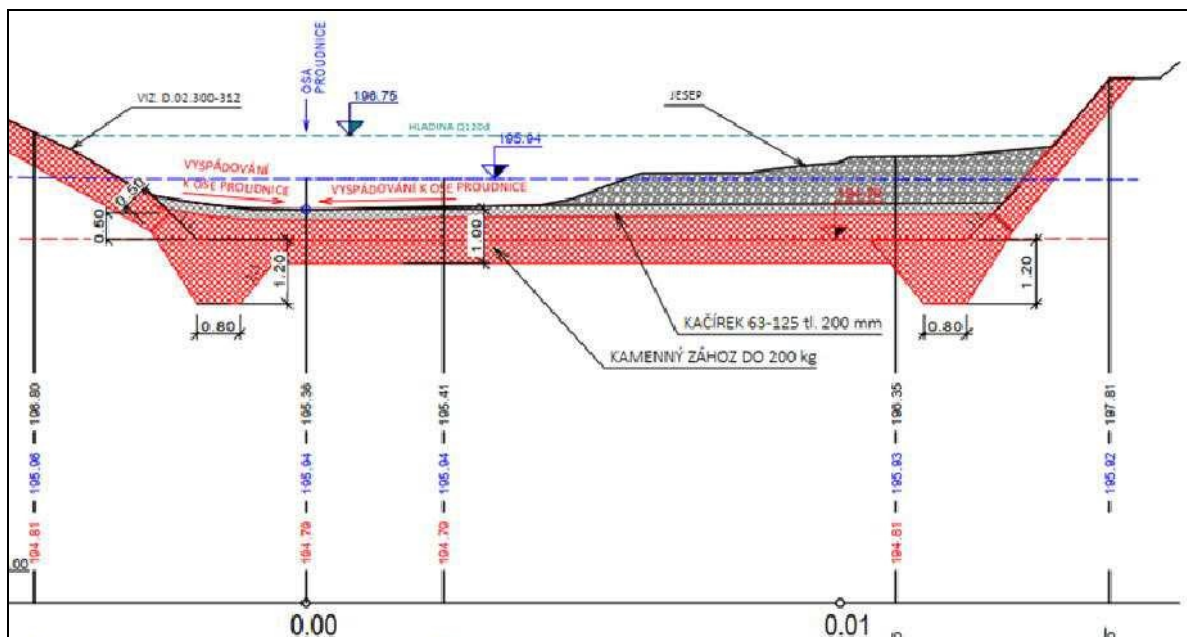 OSA
PROUDNICE
VIZ. D.02.300-312
196.75
JESEP
HLADINA Q120d
195.94
VYSPÁDOVÁNÍ
K OSE PROUDNICE
VYSPÁDOVÁNÍ K OSE PROUDNICE
0.50
0.50
1.00
1.20
1.20
0.80
0.80
KAČÍREK 63-125 tl. 200 mm
KAMENNÝ ZÁHOZ DO 200 kg
194.81 195.96 196.80
194.79 195.94 195.36
194.79 195.94 195.41
194.81 195.93 196.35
195.92 197.81
.00
0.00
0.01